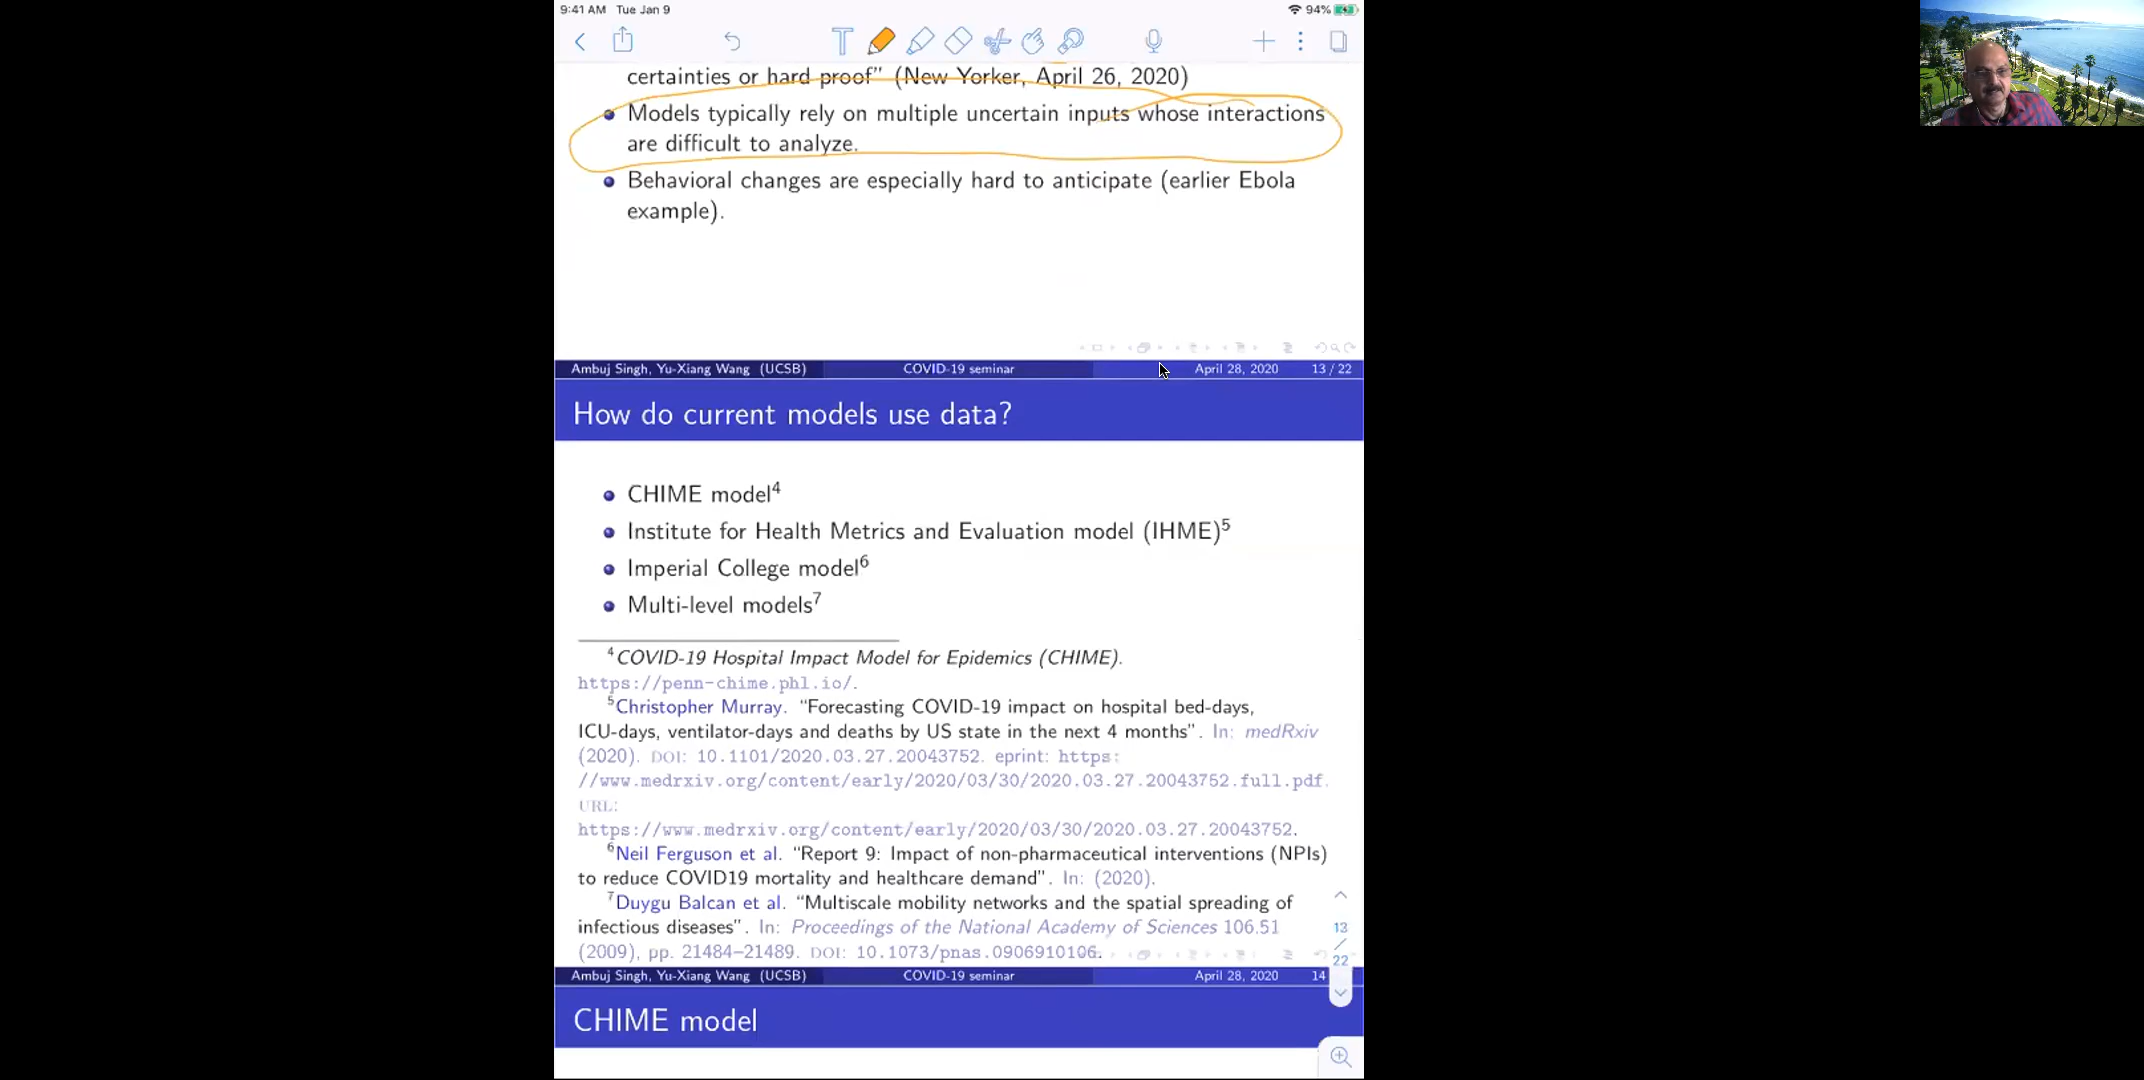 9:41 AM Tue Jan 9
94%
certainties or hard proof” (New Yorker, April 26, 2020)
Models typically rely on multiple uncertain inputs whose interactions
are difficult to analyze.
Behavioral changes are especially hard to anticipate (earlier Ebola
example).
Ambuj Singh, Yu-Xiang Wang (UCSB) COVID-19 seminar April 28, 2020 13 / 22
How do current models use data?
CHIME model4
Institute for Health Metrics and Evaluation model (IHME)5
Imperial College model6
Multi-level models7
4COVID-19 Hospital Impact Model for Epidemics (CHIME).
https://penn-chime.phl.io/.
5Christopher Murray. “Forecasting COVID-19 impact on hospital bed-days,
ICU-days, ventilator-days and deaths by US state in the next 4 months”. In: medRxiv
(2020). DOI: 10.1101/2020.03.27.20043752. eprint: https:
//www.medrxiv.org/content/early/2020/03/30/2020.03.27.20043752.full.pdf.
URL:
https://www.medrxiv.org/content/early/2020/03/30/2020.03.27.20043752.
6Neil Ferguson et al. “Report 9: Impact of non-pharmaceutical interventions (NPIs)
to reduce COVID19 mortality and healthcare demand”. In: (2020).
7Duygu Balcan et al. “Multiscale mobility networks and the spatial spreading of
infectious diseases”. In: Proceedings of the National Academy of Sciences 106.51
(2009), pp. 21484–21489. DOI: 10.1073/pnas.0906910106.
13
/
22
Ambuj Singh, Yu-Xiang Wang (UCSB) COVID-19 seminar April 28, 2020 14
CHIME model